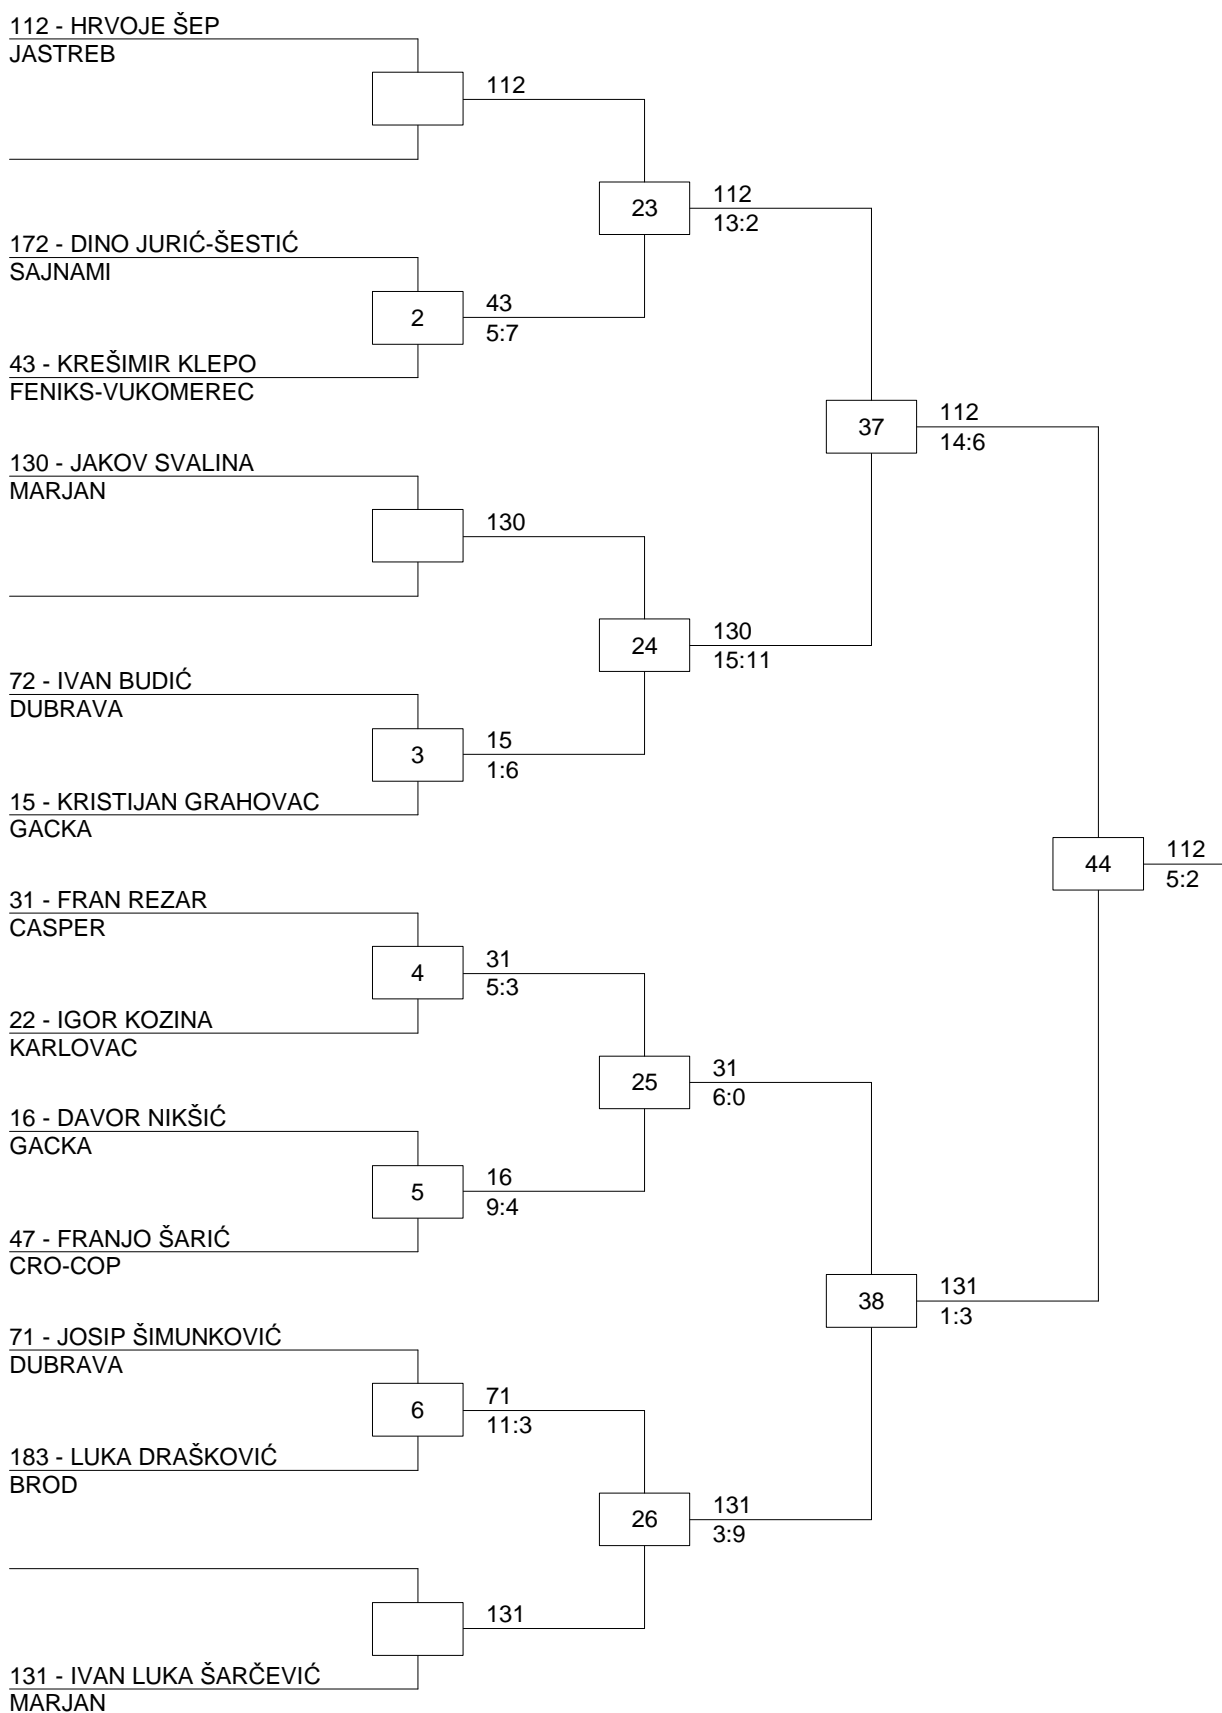 112 - HRVOJE ŠEP
JASTREB
112
23
112
13:2
172 - DINO JURIĆ-ŠESTIĆ
SAJNAMI
2
43
5:7
43 - KREŠIMIR KLEPO
FENIKS-VUKOMEREC
37
112
14:6
130 - JAKOV SVALINA
MARJAN
130
24
130
15:11
72 - IVAN BUDIĆ
DUBRAVA
3
15
1:6
15 - KRISTIJAN GRAHOVAC
GACKA
44
112
5:2
31 - FRAN REZAR
CASPER
4
31
5:3
22 - IGOR KOZINA
KARLOVAC
25
31
6:0
16 - DAVOR NIKŠIĆ
GACKA
5
16
9:4
47 - FRANJO ŠARIĆ
CRO-COP
38
131
1:3
71 - JOSIP ŠIMUNKOVIĆ
DUBRAVA
6
71
11:3
183 - LUKA DRAŠKOVIĆ
BROD
26
131
3:9
131
131 - IVAN LUKA ŠARČEVIĆ
MARJAN